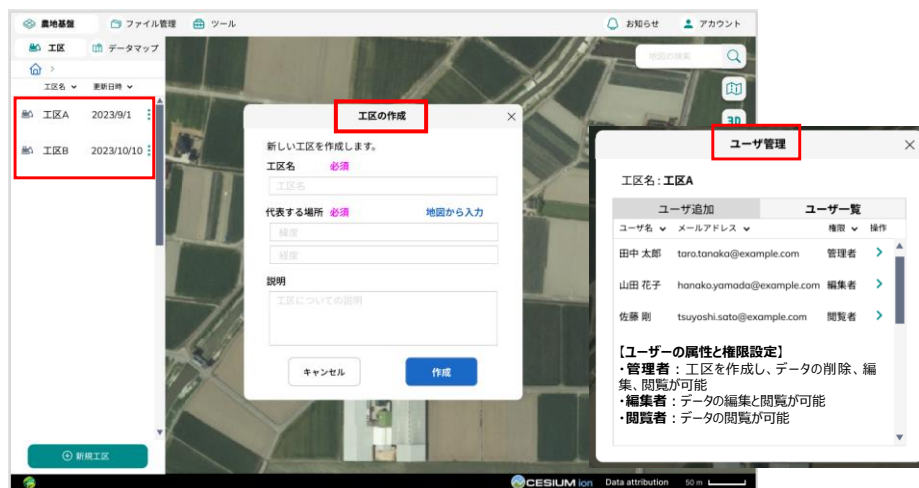 農地基盤
ファイル管理
ツール
お知らせ
アカウント
工区
データマップ
地図の検索
工区名
更新日時
3D
工区A
2023/9/1
工区B
2023/10/10
新規工区
工区の作成
新しい工区を作成します。
工区名 必須
工区名
代表する場所 必須 地図から入力
緯度
経度
説明
工区についての説明
キャンセル
作成
ユーザ管理
工区名 : 工区A
ユーザ追加 ユーザ一覧
ユーザ名 メールアドレス 権限 操作
田中 太郎 taro.tanaka@example.com 管理者
山田 花子 hanako.yamada@example.com 編集者
佐藤 剛 tsuyoshi.sato@example.com 閲覧者
【ユーザーの属性と権限設定】
・管理者：工区を作成し、データの削除、編
集、閲覧が可能
・編集者：データの編集と閲覧が可能
・閲覧者：データの閲覧が可能
CESIUM ion Data attribution 50 m